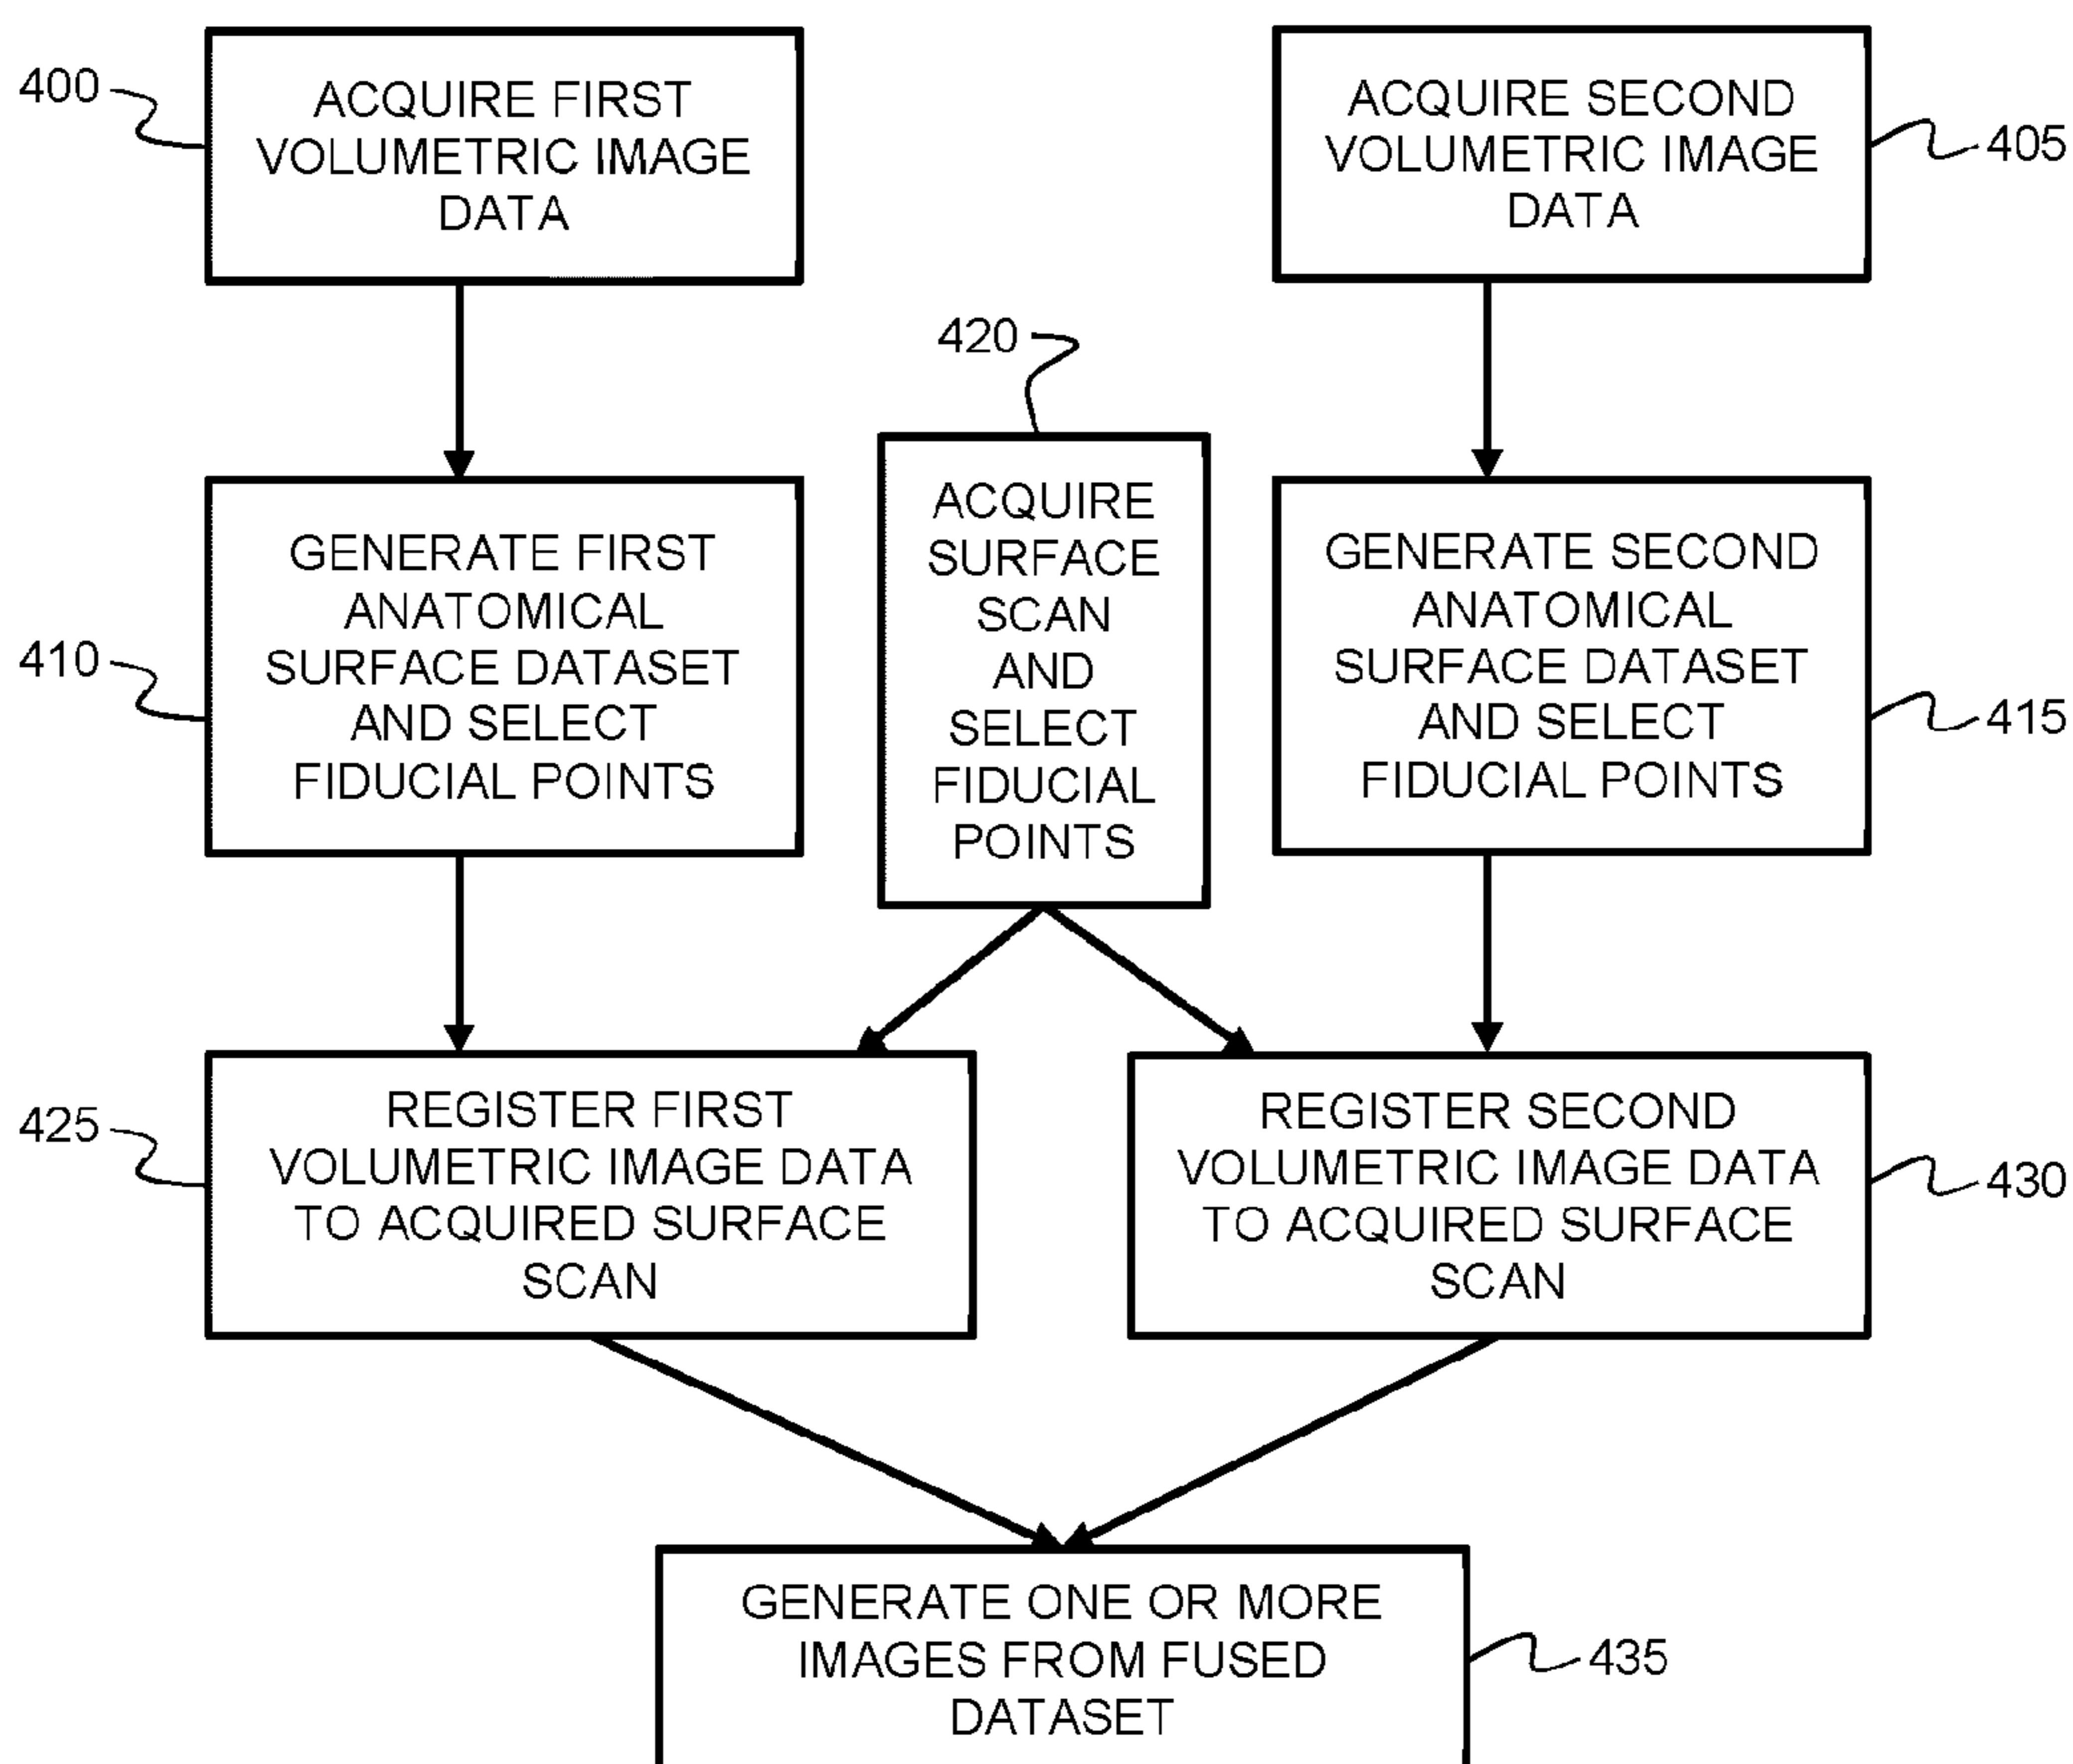 400
ACQUIRE FIRST
VOLUMETRIC IMAGE
DATA
ACQUIRE SECOND
VOLUMETRIC IMAGE
DATA
405
410
GENERATE FIRST
ANATOMICAL
SURFACE DATASET
AND SELECT
FIDUCIAL POINTS
420
ACQUIRE
SURFACE
SCAN
AND
SELECT
FIDUCIAL
POINTS
GENERATE SECOND
ANATOMICAL
SURFACE DATASET
AND SELECT
FIDUCIAL POINTS
415
425
REGISTER FIRST
VOLUMETRIC IMAGE DATA
TO ACQUIRED SURFACE
SCAN
REGISTER SECOND
VOLUMETRIC IMAGE DATA
TO ACQUIRED SURFACE
SCAN
430
GENERATE ONE OR MORE
IMAGES FROM FUSED
DATASET
435